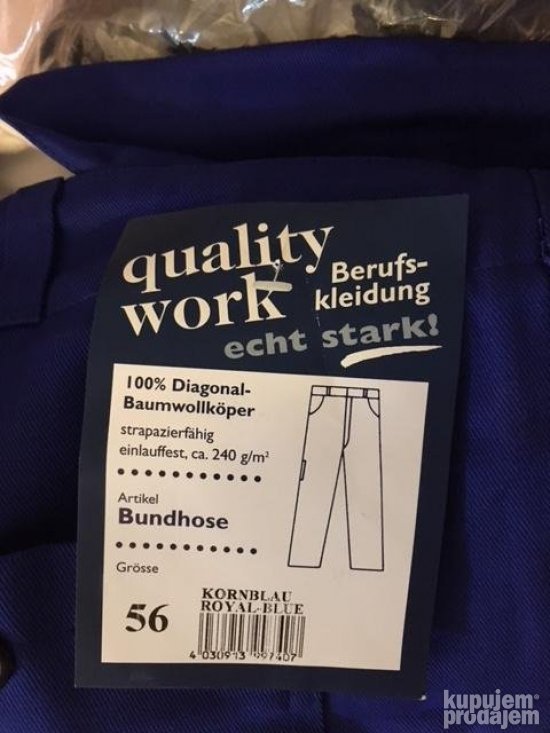 quality
work
Berufs-
kleidung
echt stark!
100% Diagonal-
Baumwollköper
strapazierfähig
einlauffest, ca. 240 g/m²
Artikel
Bundhose
Grösse
56
KORNBLAU
ROYAL-BLUE
4 030913 997407
kupujem
prodajem